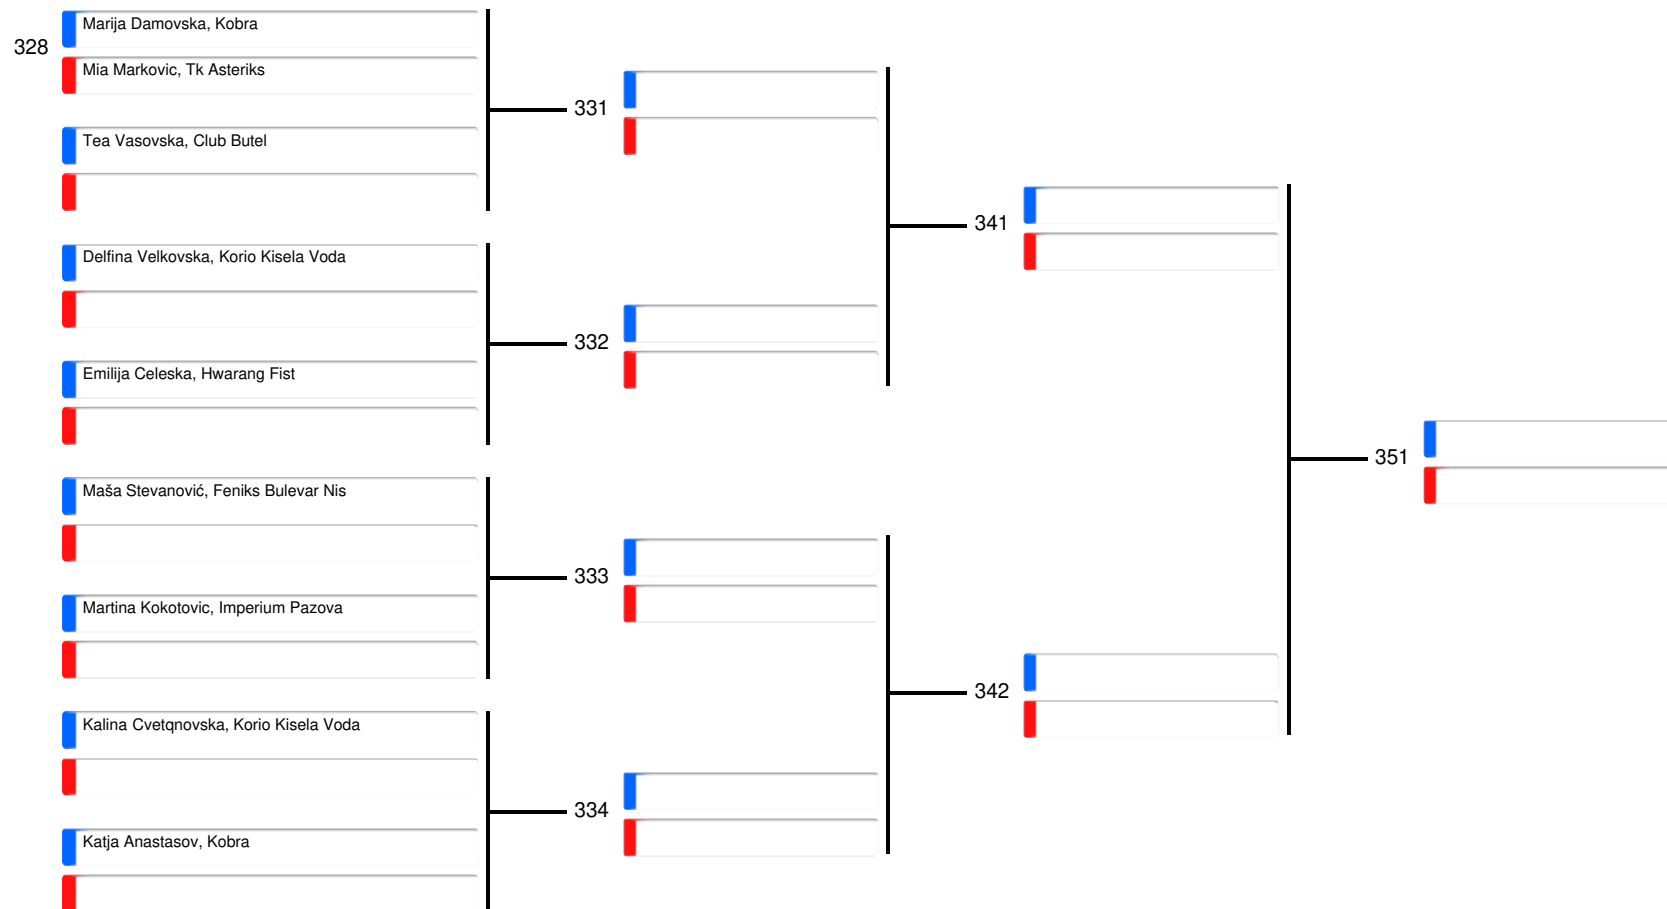 328
Marija Damovska, Kobra
Mia Markovic, Tk Asteriks
331
Tea Vasovska, Club Butel
341
Delfina Velkovska, Korio Kisela Voda
332
Emilija Celeska, Hwarang Fist
351
Maša Stevanović, Feniks Bulevar Nis
333
Martina Kokotovic, Imperium Pazova
342
Kalina Cvetqnovska, Korio Kisela Voda
334
Katja Anastasov, Kobra